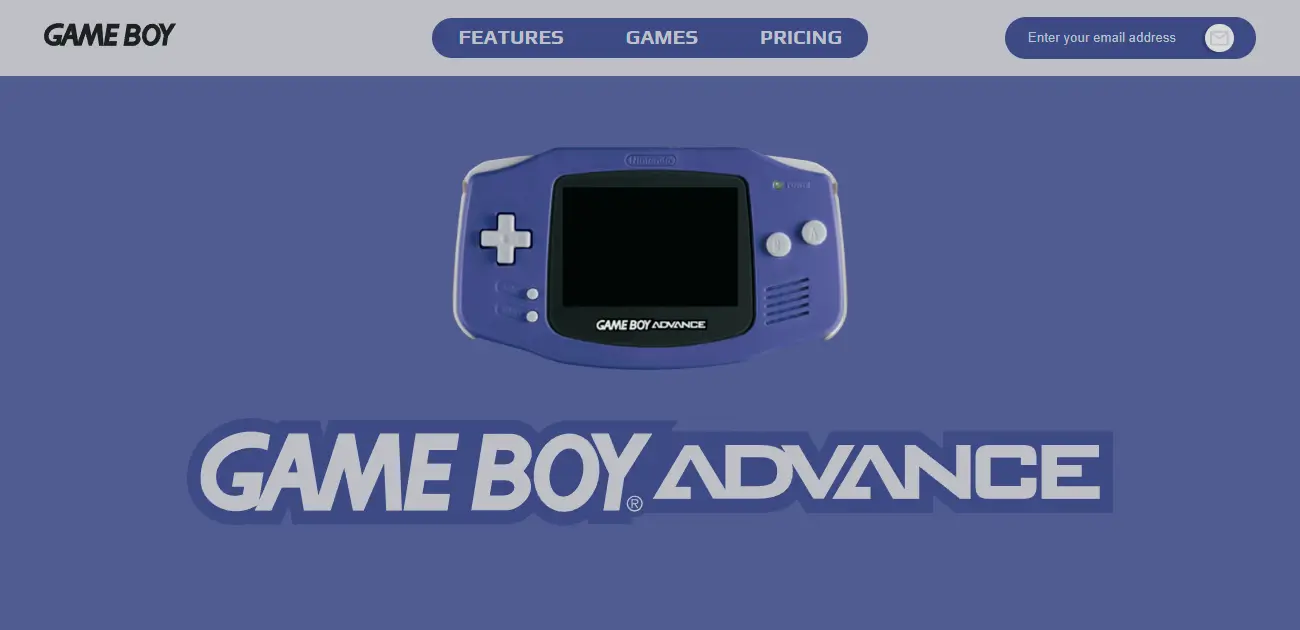 GAME BOY
FEATURES GAMES PRICING
Enter your email address
Nintendo
POWER
B A
GAME BOY ADVANCE
GAME BOY® ADVANCE